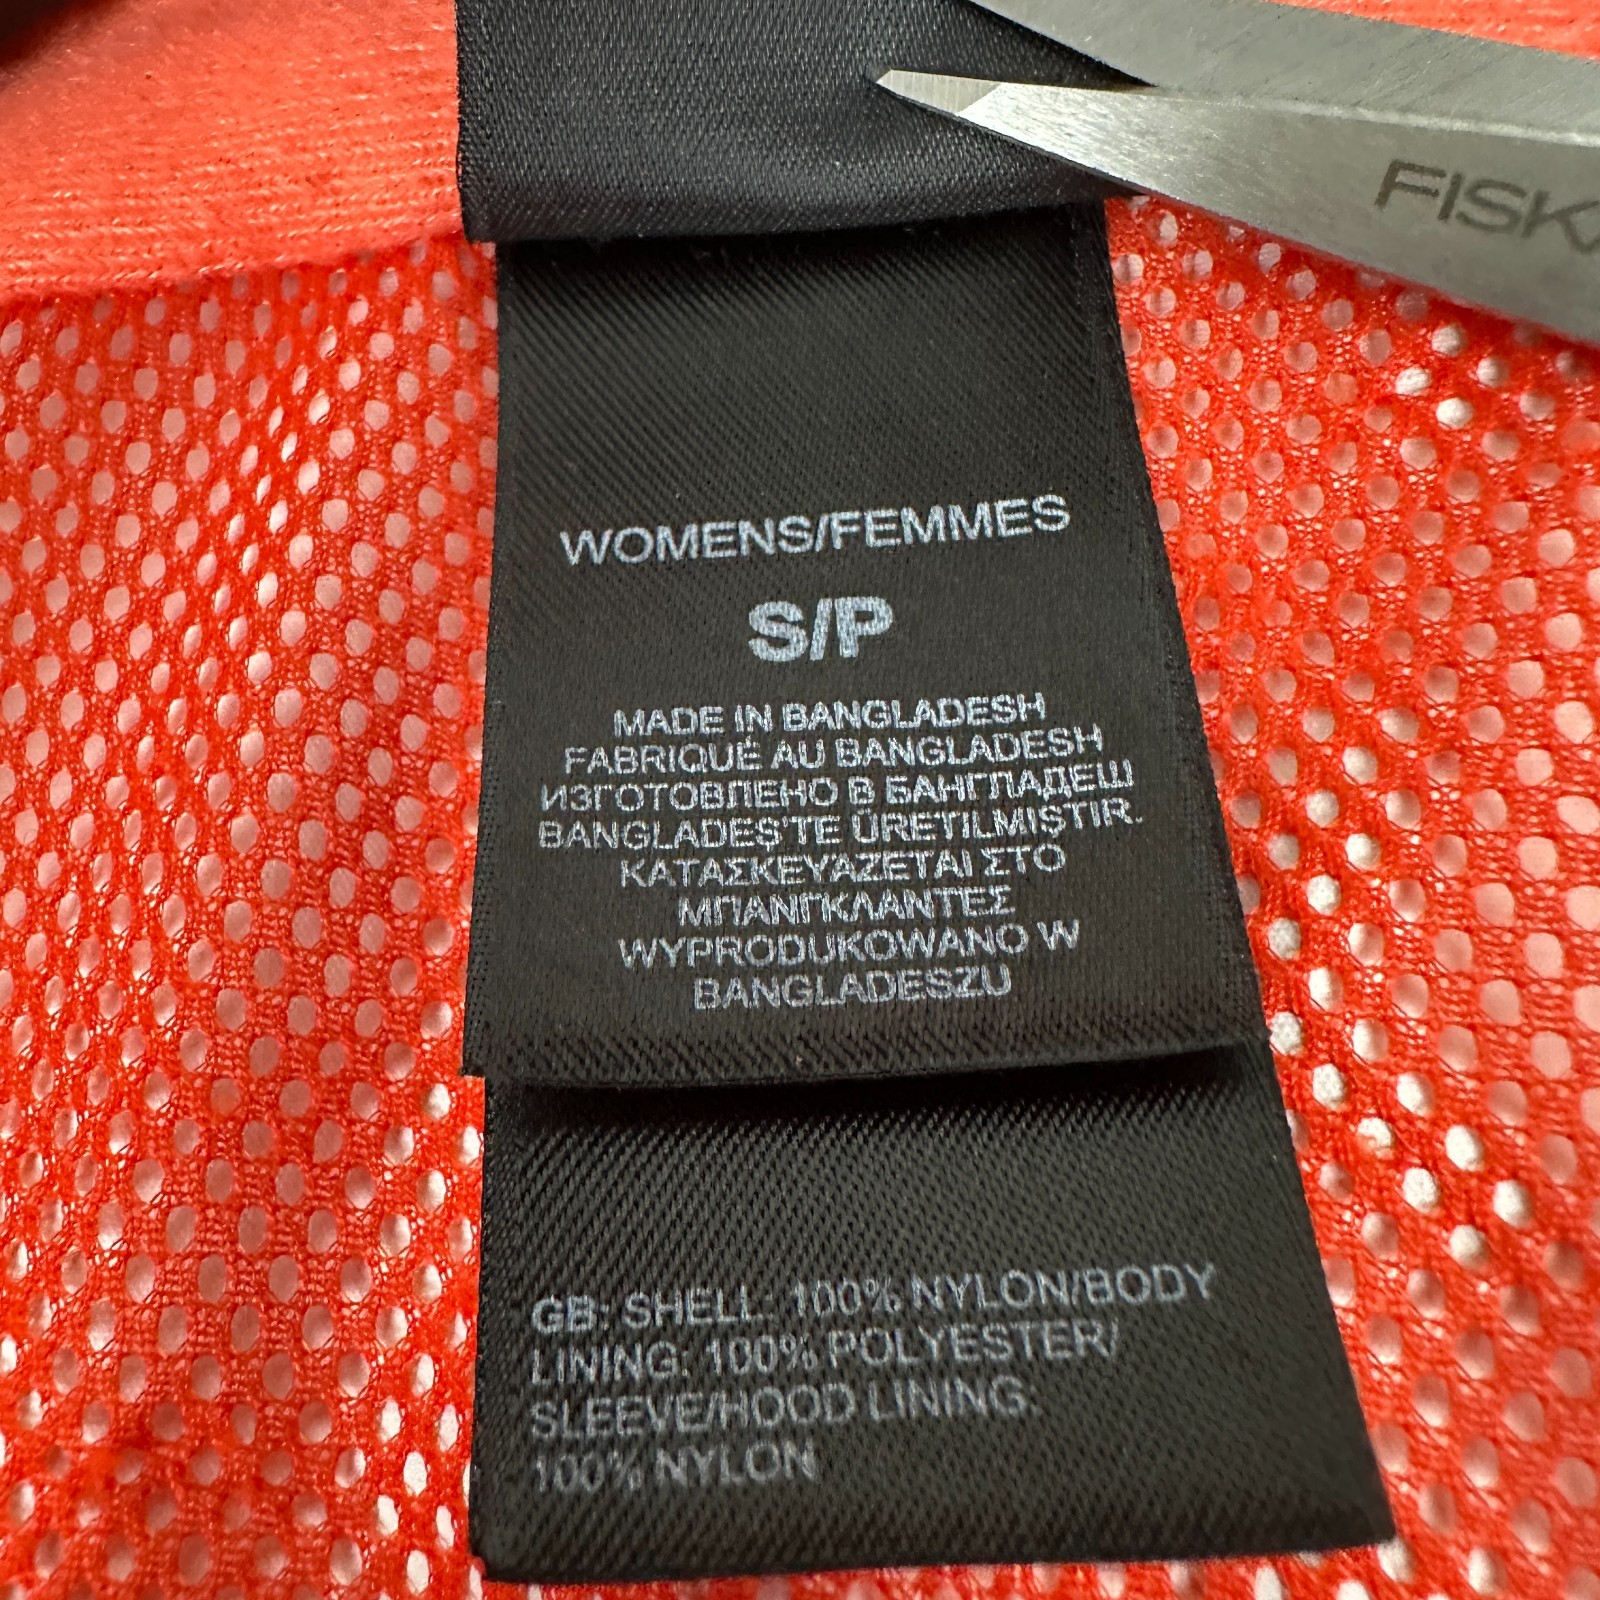 FISKA
WOMENS/FEMMES
S/P
MADE IN BANGLADESH
FABRIQUÉ AU BANGLADESH
ИЗГОТОВЛЕНО В БАНГЛАДЕШ
BANGLADEŞ'TE ÜRETILMIŞTIR.
ΚΑΤΑΣΚΕΥΑΖΕΤΑΙ ΣΤΟ
ΜΠΑΝΓΚΛΑΝΤΕΣ
WYPRODUKOWANO W
BANGLADESZU
GB: SHELL: 100% NYLON/BODY
LINING: 100% POLYESTER/
SLEEVE/HOOD LINING:
100% NYLON